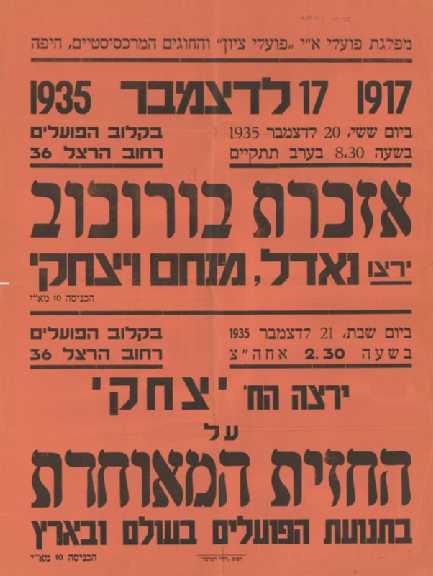 מפלגת פועלי א״י ״פועלי ציון״ והחוגים המרכסיסטיים, חיפה
1917 17 לדצמבר 1935
ביום ששי, 20 לדצמבר 1935
בשעה 8.30 בערב תתקיים
בקלוב הפועלים
רחוב הרצל 36
אזכרת בורוכוב
ירצו נאדל, מנחם ויצחקי
הכניסה 10 מא״י
ביום שבת, 21 לדצמבר 1935
בשעה 2.30 אחה״צ
בקלוב הפועלים
רחוב הרצל 36
ירצה הח׳ יצחקי
על
החזית המאוחדת
בתנועת הפועלים בעולם ובארץ
הכניסה 10 מא״י